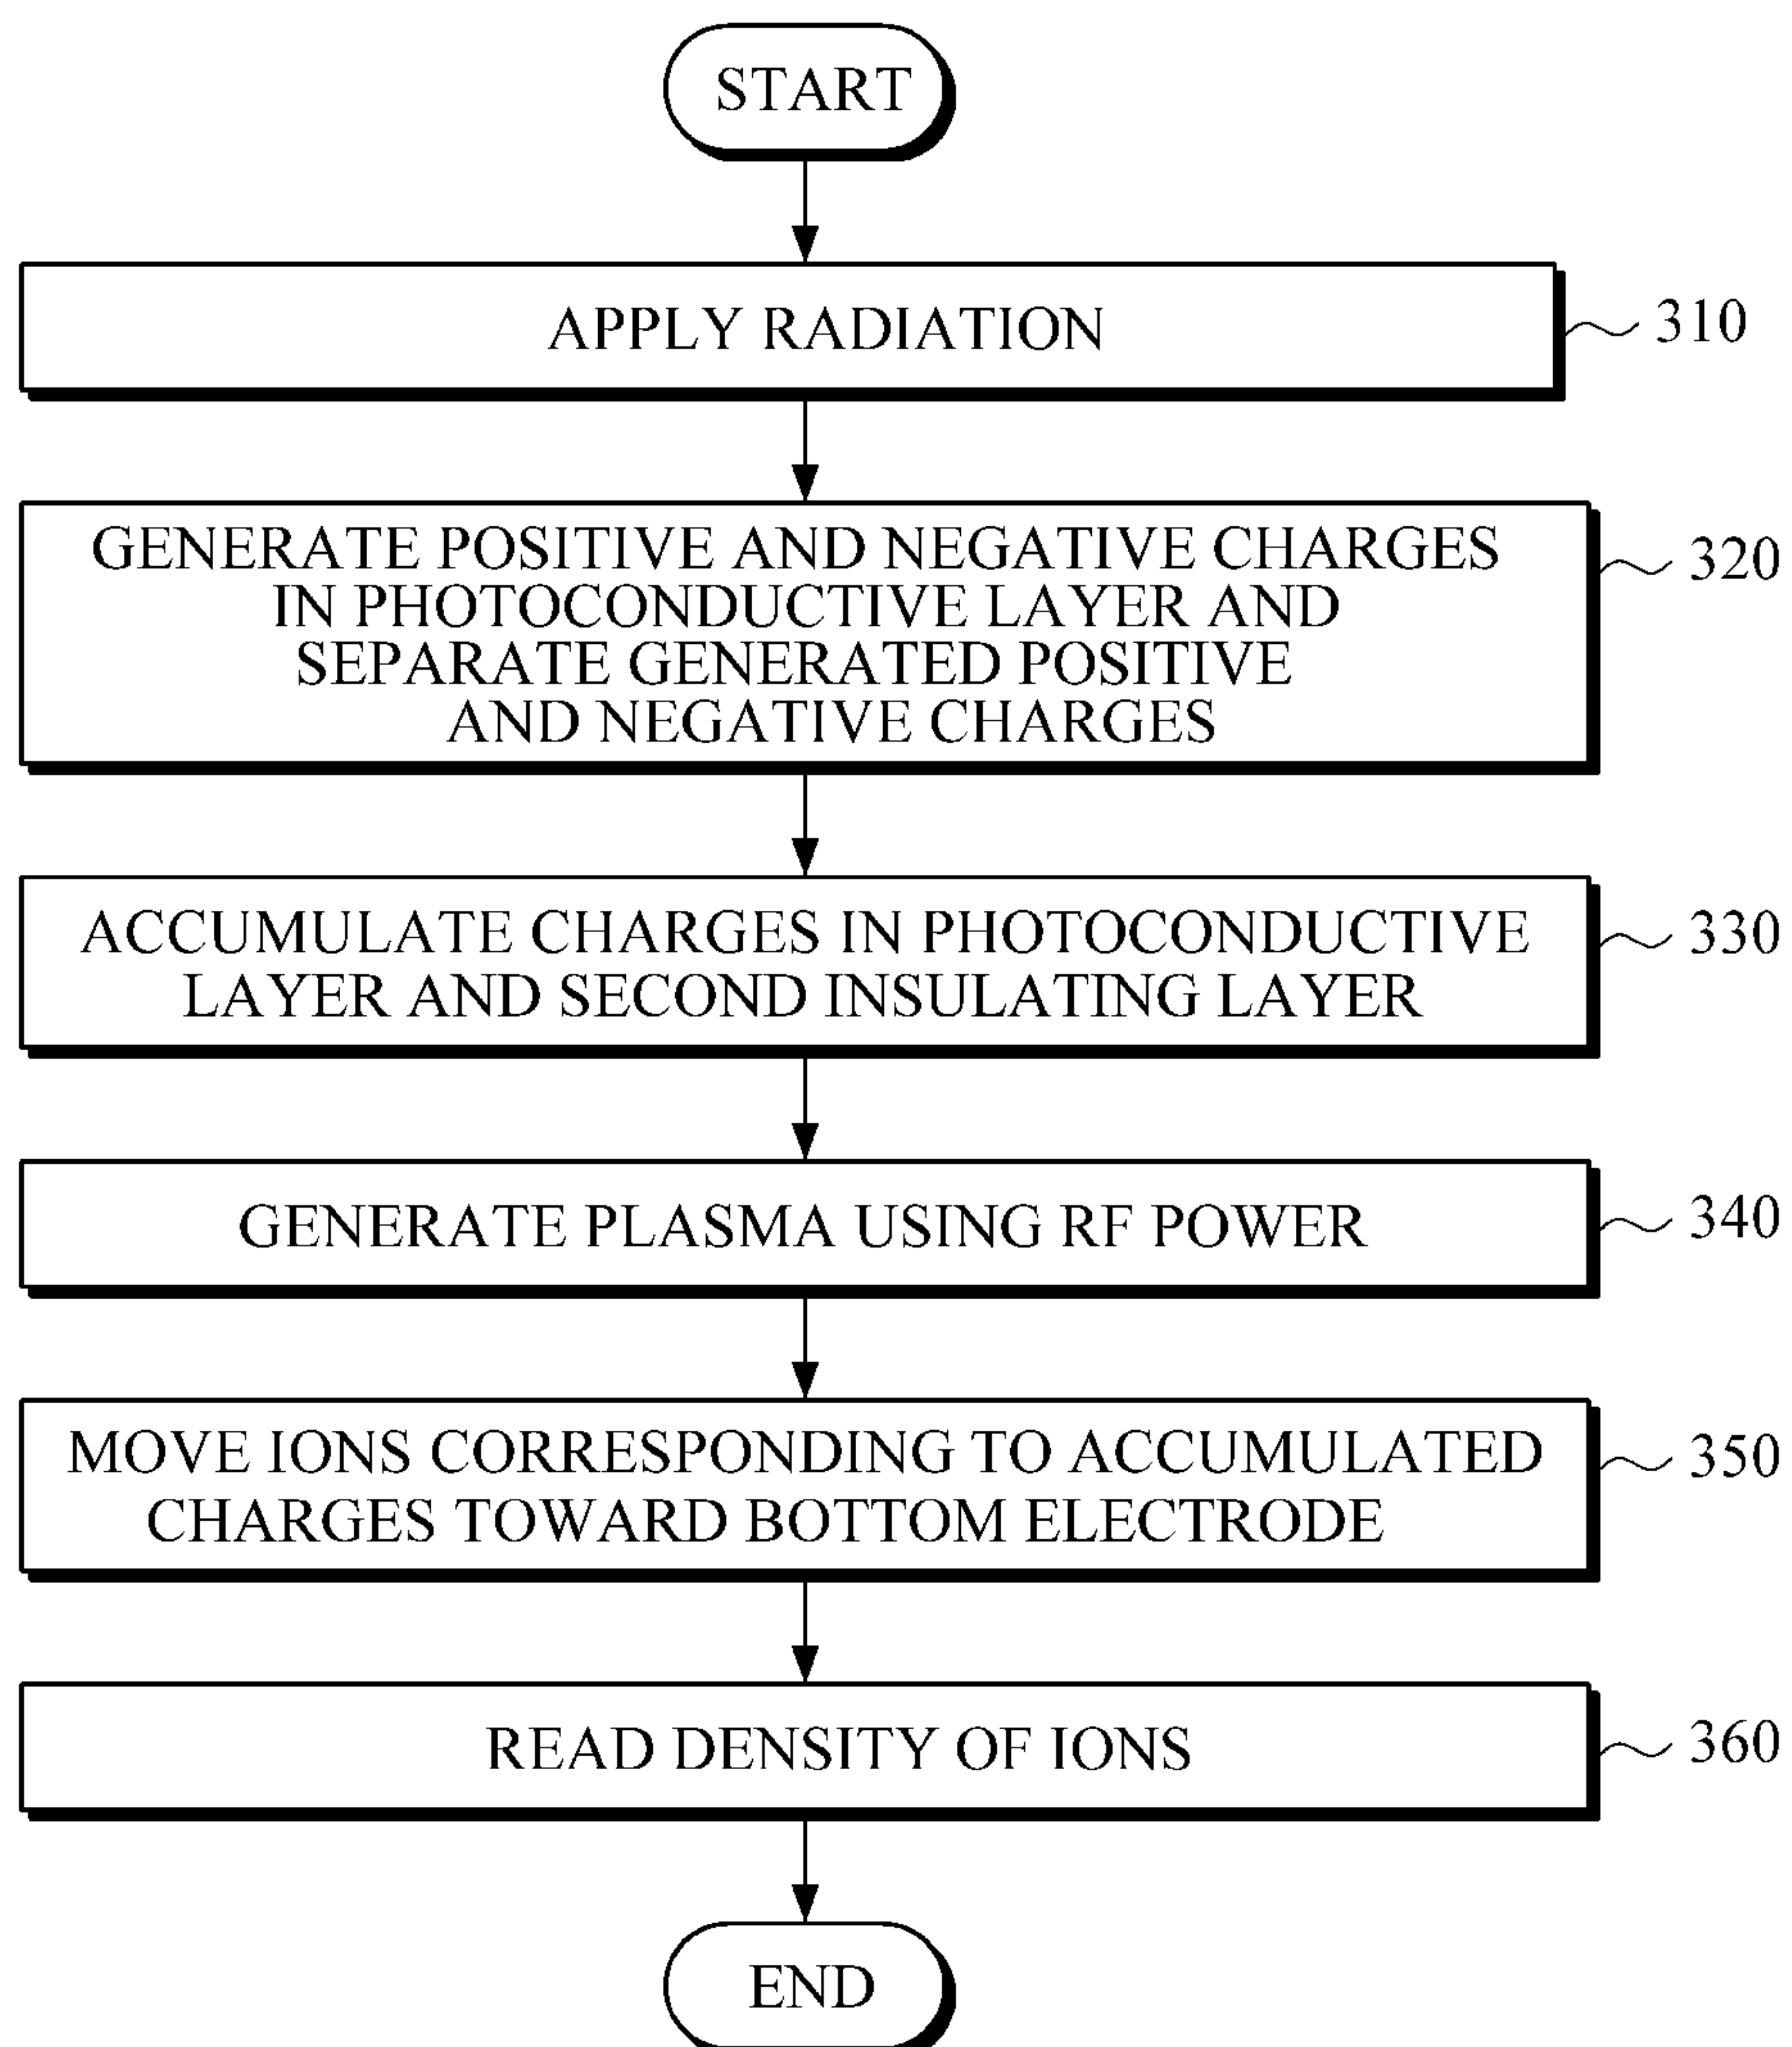 START
APPLY RADIATION
310
GENERATE POSITIVE AND NEGATIVE CHARGES
IN PHOTOCONDUCTIVE LAYER AND
SEPARATE GENERATED POSITIVE
AND NEGATIVE CHARGES
320
ACCUMULATE CHARGES IN PHOTOCONDUCTIVE
LAYER AND SECOND INSULATING LAYER
330
GENERATE PLASMA USING RF POWER
340
MOVE IONS CORRESPONDING TO ACCUMULATED
CHARGES TOWARD BOTTOM ELECTRODE
350
READ DENSITY OF IONS
360
END